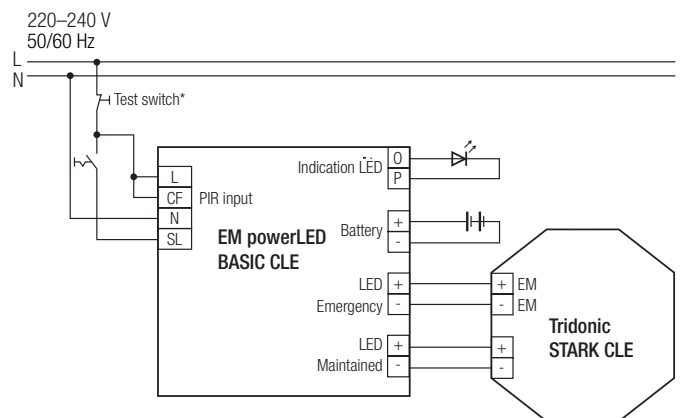 220–240 V
50/60 Hz
L
N
Test switch*
L
CF
N
SL
PIR input
EM powerLED
BASIC CLE
Indication LED
O
P
Battery
+
-
LED
+
Emergency
-
LED
+
Maintained
-
+ EM
- EM
+
-
Tridonic
STARK CLE